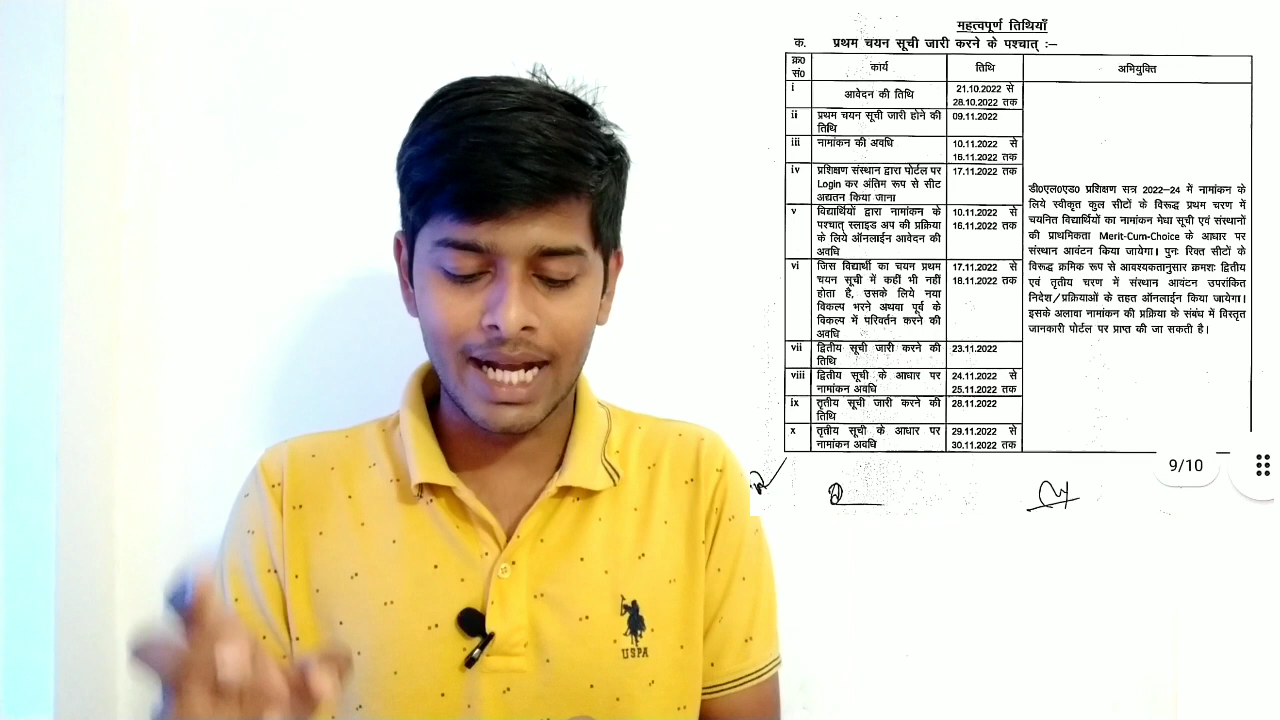 महत्वपूर्ण तिथियाँ
क. प्रथम चयन सूची जारी करने के पश्चात् :–
क्र० सं० कार्य तिथि अभियुक्ति
i आवेदन की तिथि 21.10.2022 से
28.10.2022 तक
ii प्रथम चयन सूची जारी होने की 09.11.2022
तिथि
iii नामांकन की अवधि 10.11.2022 से
16.11.2022 तक
iv प्रशिक्षण संस्थान द्वारा पोर्टल पर 17.11.2022 तक
Login कर अंतिम रूप से सीट
अद्यतन किया जाना
v विद्यार्थियों द्वारा नामांकन के 10.11.2022 से
पश्चात् स्लाइड अप की प्रक्रिया 16.11.2022 तक
के लिये ऑनलाईन आवेदन की
अवधि
vi जिस विद्यार्थी का चयन प्रथम 17.11.2022 से
चयन सूची में कहीं भी नहीं 18.11.2022 तक
होता है, उसके लिये नया
विकल्प भरने अथवा पूर्व के
विकल्प में परिवर्तन करने की
अवधि
vii द्वितीय सूची जारी करने की 23.11.2022
तिथि
viii द्वितीय सूची के आधार पर 24.11.2022 से
नामांकन अवधि 25.11.2022 तक
ix तृतीय सूची जारी करने की 28.11.2022
तिथि
x तृतीय सूची के आधार पर 29.11.2022 से
नामांकन अवधि 30.11.2022 तक
डी०एल०एड० प्रशिक्षण सत्र 2022–24 में नामांकन के
लिये स्वीकृत कुल सीटों के विरूद्ध प्रथम चरण में
चयनित विद्यार्थियों का नामांकन मेधा सूची एवं संस्थानों
की प्राथमिकता Merit-Cum-Choice के आधार पर
संस्थान आवंटन किया जायेगा। पुनः रिक्त सीटों के
विरूद्ध क्रमिक रूप से आवश्यकतानुसार क्रमशः द्वितीय
एवं तृतीय चरण में संस्थान आवंटन उपरांकित
निदेश/प्रक्रियाओं के तहत ऑनलाईन किया जायेगा।
इसके अलावा नामांकन की प्रक्रिया के संबंध में विस्तृत
जानकारी पोर्टल पर प्राप्त की जा सकती है।
9/10
USPA